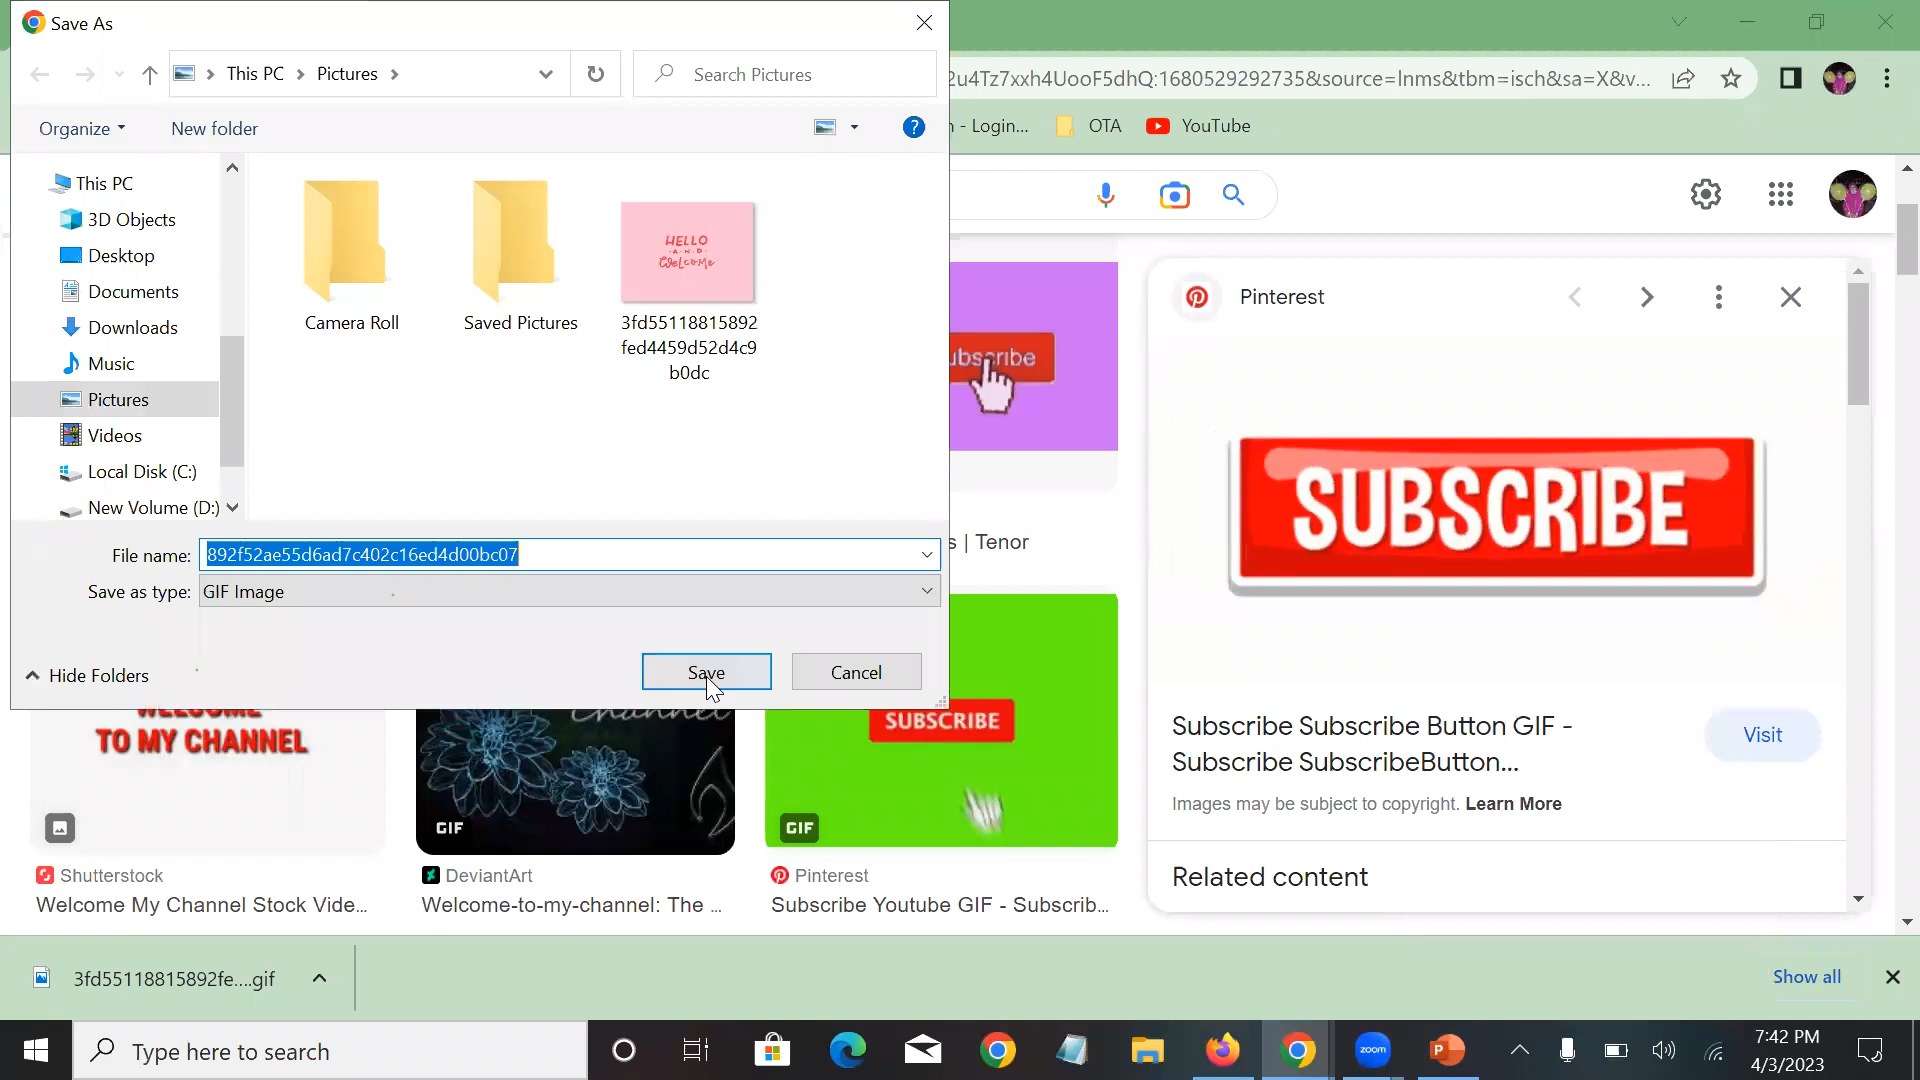 Save As
This PC
Pictures
Search Pictures
2u4Tz7xxh4UooF5dhQ:1680529292735&source=lnms&tbm=isch&sa=X&v...
Organize
New folder
- Login...
OTA
YouTube
This PC
3D Objects
Desktop
Documents
Downloads
Music
Pictures
Videos
Local Disk (C:)
New Volume (D:)
HELLO
AND
WELCOME
Camera Roll
Saved Pictures
3fd55118815892
fed4459d52d4c9
b0dc
File name:
892f52ae55d6ad7c402c16ed4d00bc07
Save as type:
GIF Image
Hide Folders
Save
Cancel
ubscribe
s | Tenor
Pinterest
SUBSCRIBE
Subscribe Subscribe Button GIF -
Subscribe SubscribeButton...
Visit
Images may be subject to copyright. Learn More
Related content
WELCOME
TO MY CHANNEL
Channel
GIF
SUBSCRIBE
GIF
Shutterstock
Welcome My Channel Stock Vide...
DeviantArt
Welcome-to-my-channel: The ...
Pinterest
Subscribe Youtube GIF - Subscrib...
3fd55118815892fe....gif
Show all
Type here to search
zoom
P
7:42 PM
4/3/2023